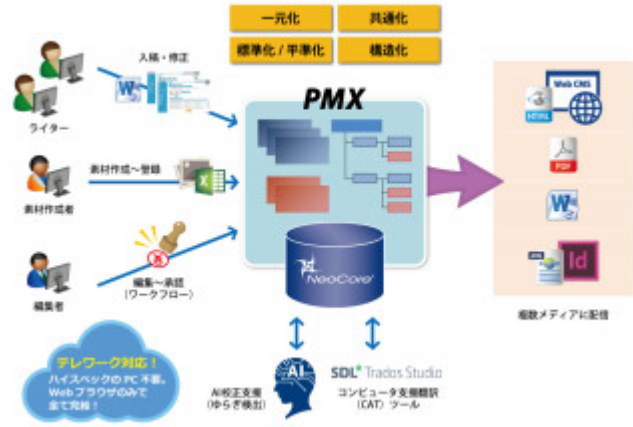 一元化
共通化
標準化 / 平準化
構造化
入稿・修正
ライター
素材作成〜登録
素材作成者
編集〜承認
(ワークフロー)
編集者
PMX
NeoCore
Web CMS
HTML
PDF
W
Id
複数メディアに配信
テレワーク対応！
ハイスペックの PC 不要。
Web ブラウザのみで
全て完結！
AI
AI校正支援
(ゆらぎ検出)
SDL* Trados Studio
コンピュータ支援翻訳
(CAT) ツール